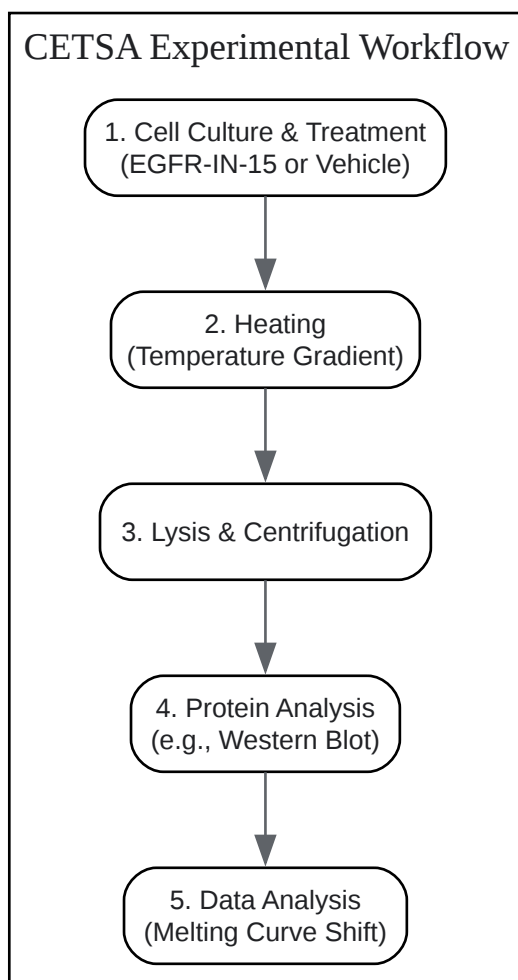 CETSA Experimental Workflow
1. Cell Culture & Treatment
(EGFR-IN-15 or Vehicle)
2. Heating
(Temperature Gradient)
3. Lysis & Centrifugation
4. Protein Analysis
(e.g., Western Blot)
5. Data Analysis
(Melting Curve Shift)